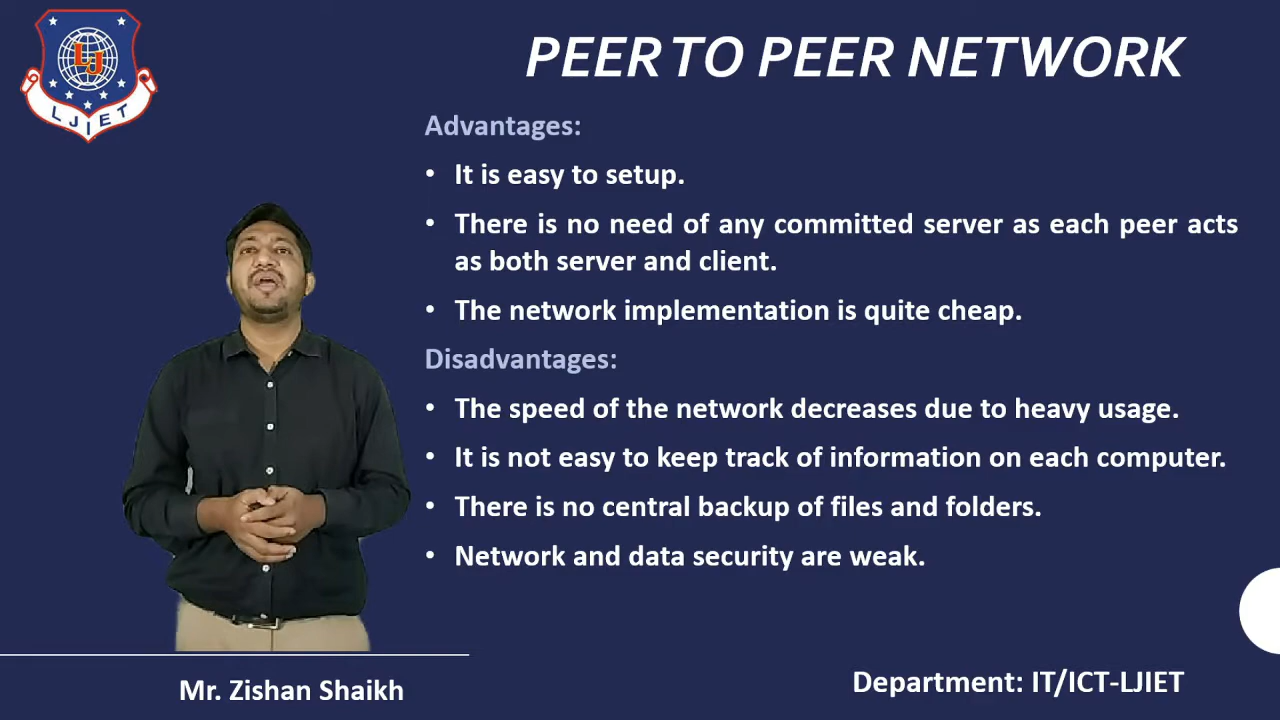 LJ
LJIET
PEER TO PEER NETWORK
Advantages:
• It is easy to setup.
• There is no need of any committed server as each peer acts
as both server and client.
• The network implementation is quite cheap.
Disadvantages:
• The speed of the network decreases due to heavy usage.
• It is not easy to keep track of information on each computer.
• There is no central backup of files and folders.
• Network and data security are weak.
Mr. Zishan Shaikh
Department: IT/ICT-LJIET